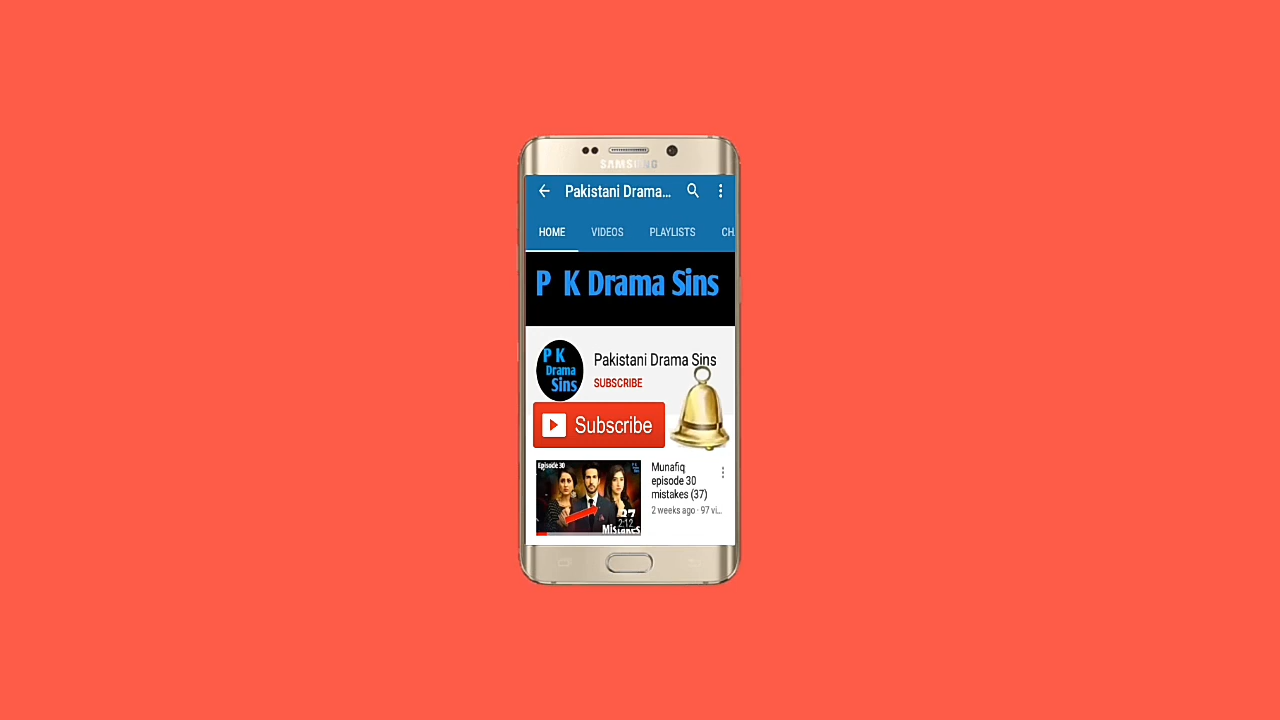 SAMSUNG
Pakistani Drama...
HOME VIDEOS PLAYLISTS CH
P K Drama Sins
P K
Drama
Sins
Pakistani Drama Sins
SUBSCRIBE
Subscribe
Episode 30
37
2:12
Mistakes
Munafiq
episode 30
mistakes (37)
2 weeks ago · 97 vi...